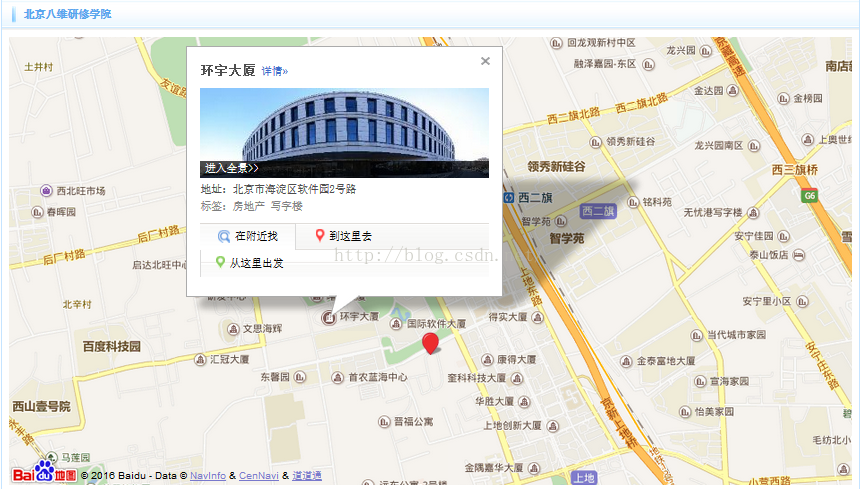 北京八维研修学院
环宇大厦 详情»
进入全景>>
地址：北京市海淀区软件园2号路
标签：房地产 写字楼
在附近找
到这里去
从这里出发
http://blog.csdn.
土井村
友谊路
西北旺市场
春晖园
后厂村路
后厂村路
启达北旺中心
北辛村
百度科技园
文思海辉
汇冠大厦
西山壹号院
马莲园
环宇大厦
国际软件大厦
得实大厦
东馨园
首农蓝海中心
康得大厦
奎科科技大厦
华胜大厦
晋福公寓
上地创新大厦
金隅嘉华大厦
上地
京新上地桥
上地东路
地铁
回龙观新村中区
融泽嘉园-东区
龙兴园
京藏高速
南店新
金达园
金榜园
西二旗北路
西二旗北路
领秀新硅谷
领秀新硅谷
龙兴园南区
上奥世纪
西三旗桥
G6
西二旗
西二旗
智学苑
智学苑
铭科苑
无忧港写字楼
安宁佳园
泰山饭店
安宁里小区
当代城市家园
安宁庄东路
金泰富地大厦
宣海家园
怡美家园
毛纺北小
小营西路
Bai 地图
© 2016 Baidu - Data © NavInfo & CenNavi & 道道通